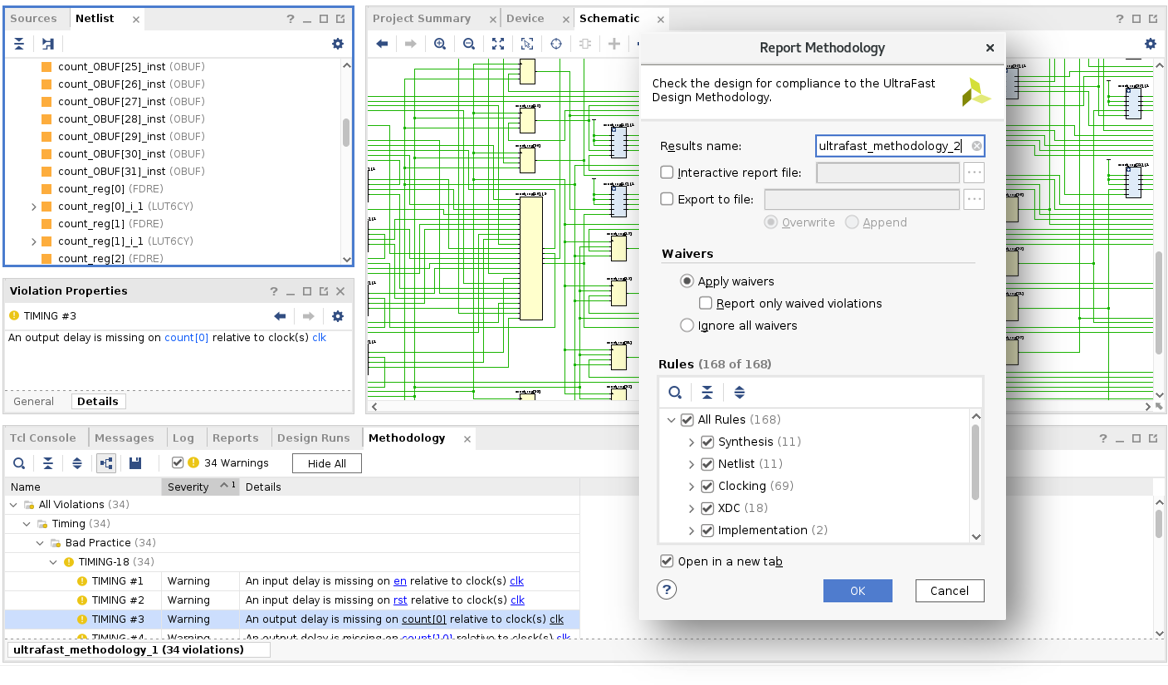 Sources
Netlist
count_OBUF[25]_inst (OBUF)
count_OBUF[26]_inst (OBUF)
count_OBUF[27]_inst (OBUF)
count_OBUF[28]_inst (OBUF)
count_OBUF[29]_inst (OBUF)
count_OBUF[30]_inst (OBUF)
count_OBUF[31]_inst (OBUF)
count_reg[0] (FDRE)
count_reg[0]_i_1 (LUT6CY)
count_reg[1] (FDRE)
count_reg[1]_i_1 (LUT6CY)
count_reg[2] (FDRE)
Violation Properties
TIMING #3
An output delay is missing on count[0] relative to clock(s) clk
General
Details
Project Summary
Device
Schematic
Report Methodology
Check the design for compliance to the UltraFast
Design Methodology.
Results name: ultrafast_methodology_2
Interactive report file:
Export to file:
Overwrite Append
Waivers
Apply waivers
Report only waived violations
Ignore all waivers
Rules (168 of 168)
All Rules (168)
Synthesis (11)
Netlist (11)
Clocking (69)
XDC (18)
Implementation (2)
Open in a new tab
OK
Cancel
Tcl Console
Messages
Log
Reports
Design Runs
Methodology
34 Warnings
Hide All
Name Severity 1 Details
All Violations (34)
Timing (34)
Bad Practice (34)
TIMING-18 (34)
TIMING #1 Warning An input delay is missing on en relative to clock(s) clk
TIMING #2 Warning An input delay is missing on rst relative to clock(s) clk
TIMING #3 Warning An output delay is missing on count[0] relative to clock(s) clk
TIMING #4 Warning An output delay is missing on count[10] relative to clock(s) clk
ultrafast_methodology_1 (34 violations)